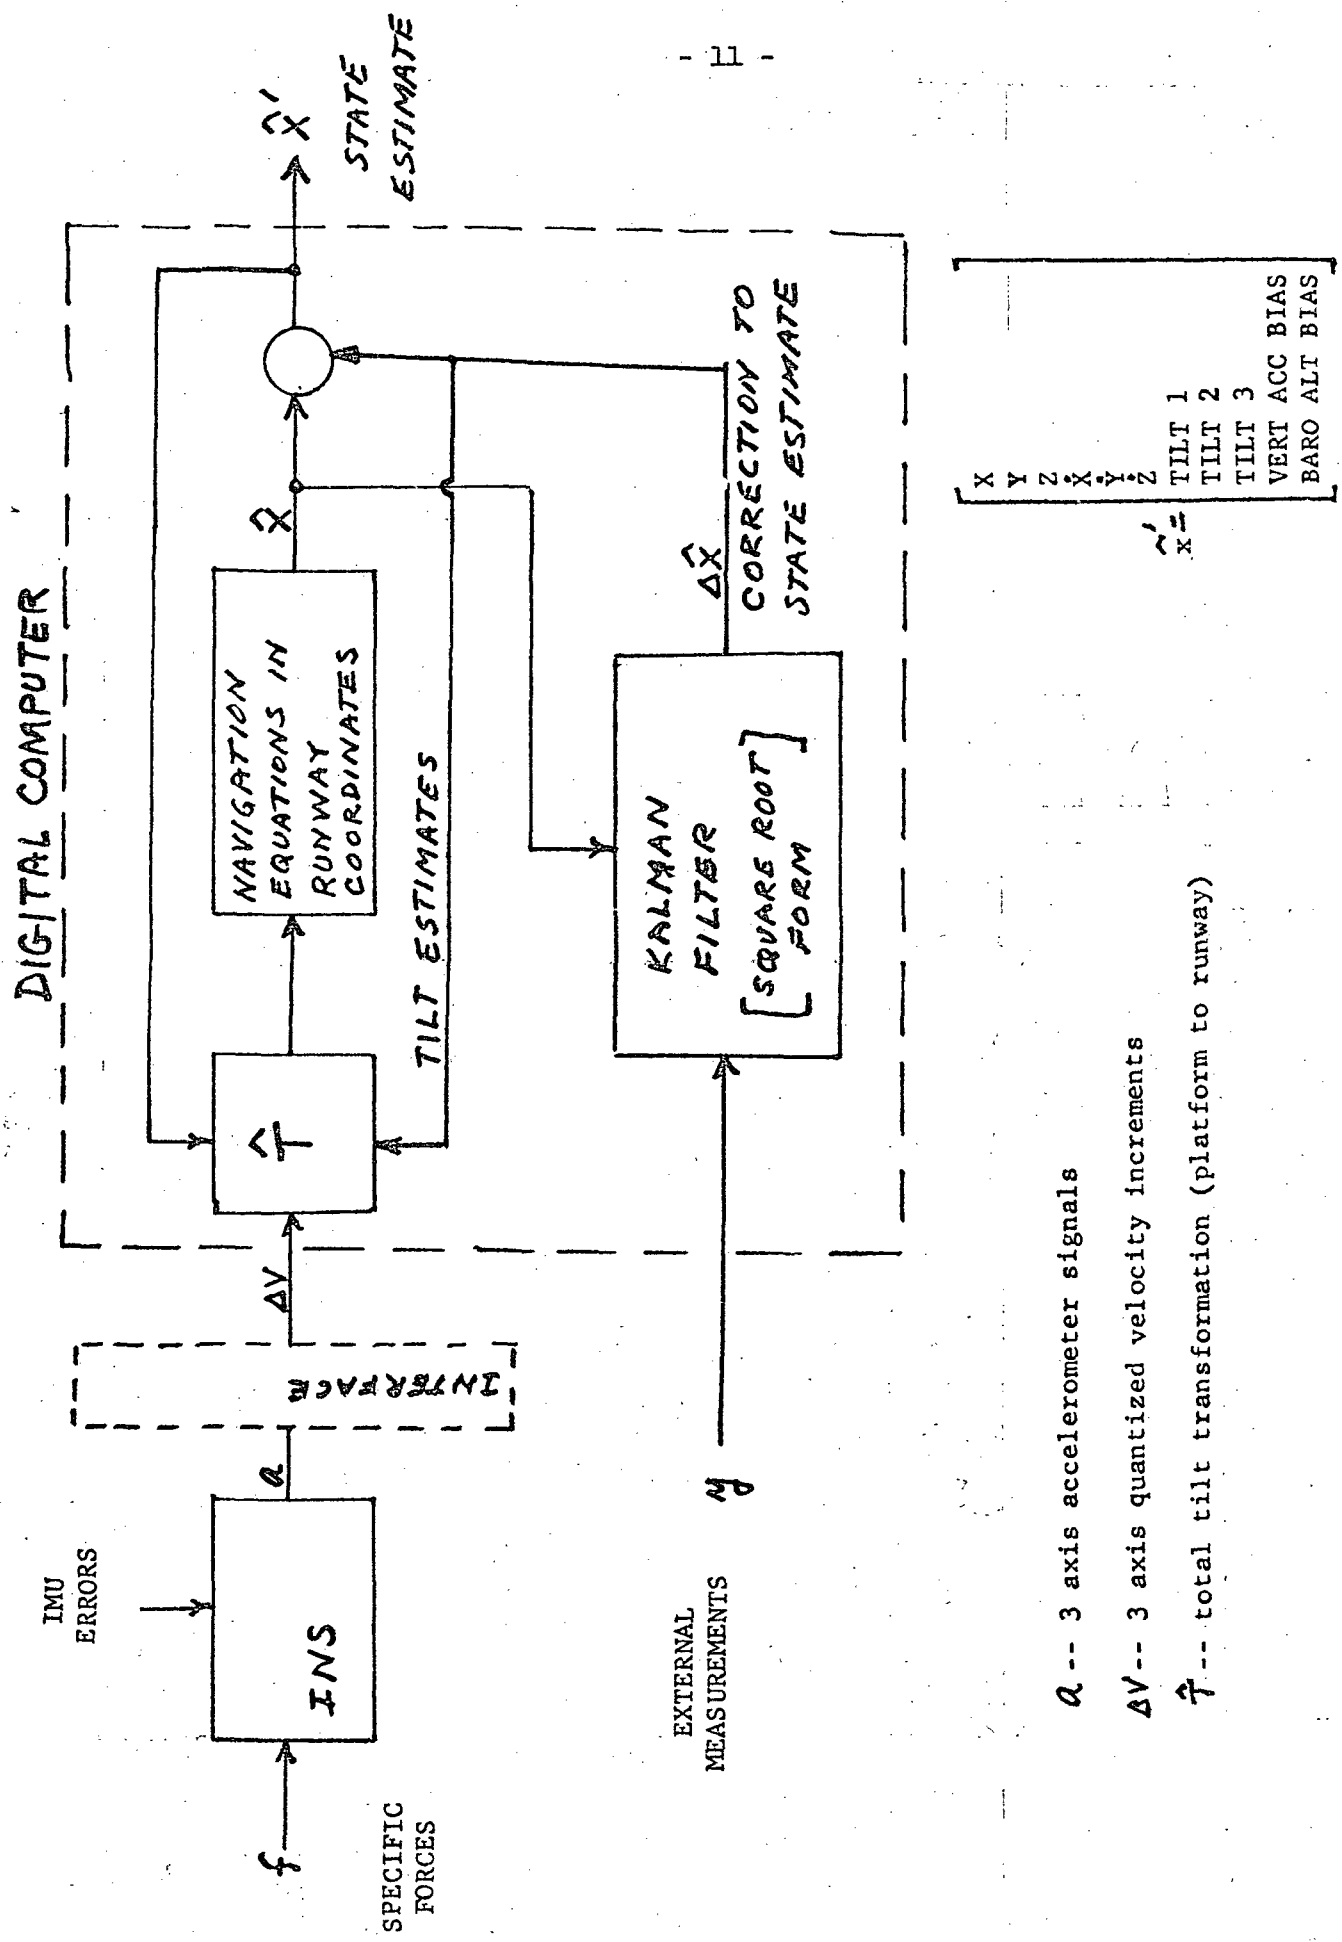 - 11 -
DIGITAL COMPUTER
IMU
ERRORS
f
SPECIFIC
FORCES
INS
a
INTERFACE
ΔV
T̂
NAVIGATION
EQUATIONS IN
RUNWAY
COORDINATES
X̂
X̂'
STATE
ESTIMATE
TILT ESTIMATES
EXTERNAL
MEASUREMENTS
y
KALMAN
FILTER
[SQUARE ROOT]
FORM
ΔX̂
CORRECTION TO
STATE ESTIMATE
a -- 3 axis accelerometer signals
ΔV -- 3 axis quantized velocity increments
T̂ -- total tilt transformation (platform to runway)
x̂' =
X
Y
Z
Ẋ
Ẏ
Ż
TILT 1
TILT 2
TILT 3
VERT ACC BIAS
BARO ALT BIAS